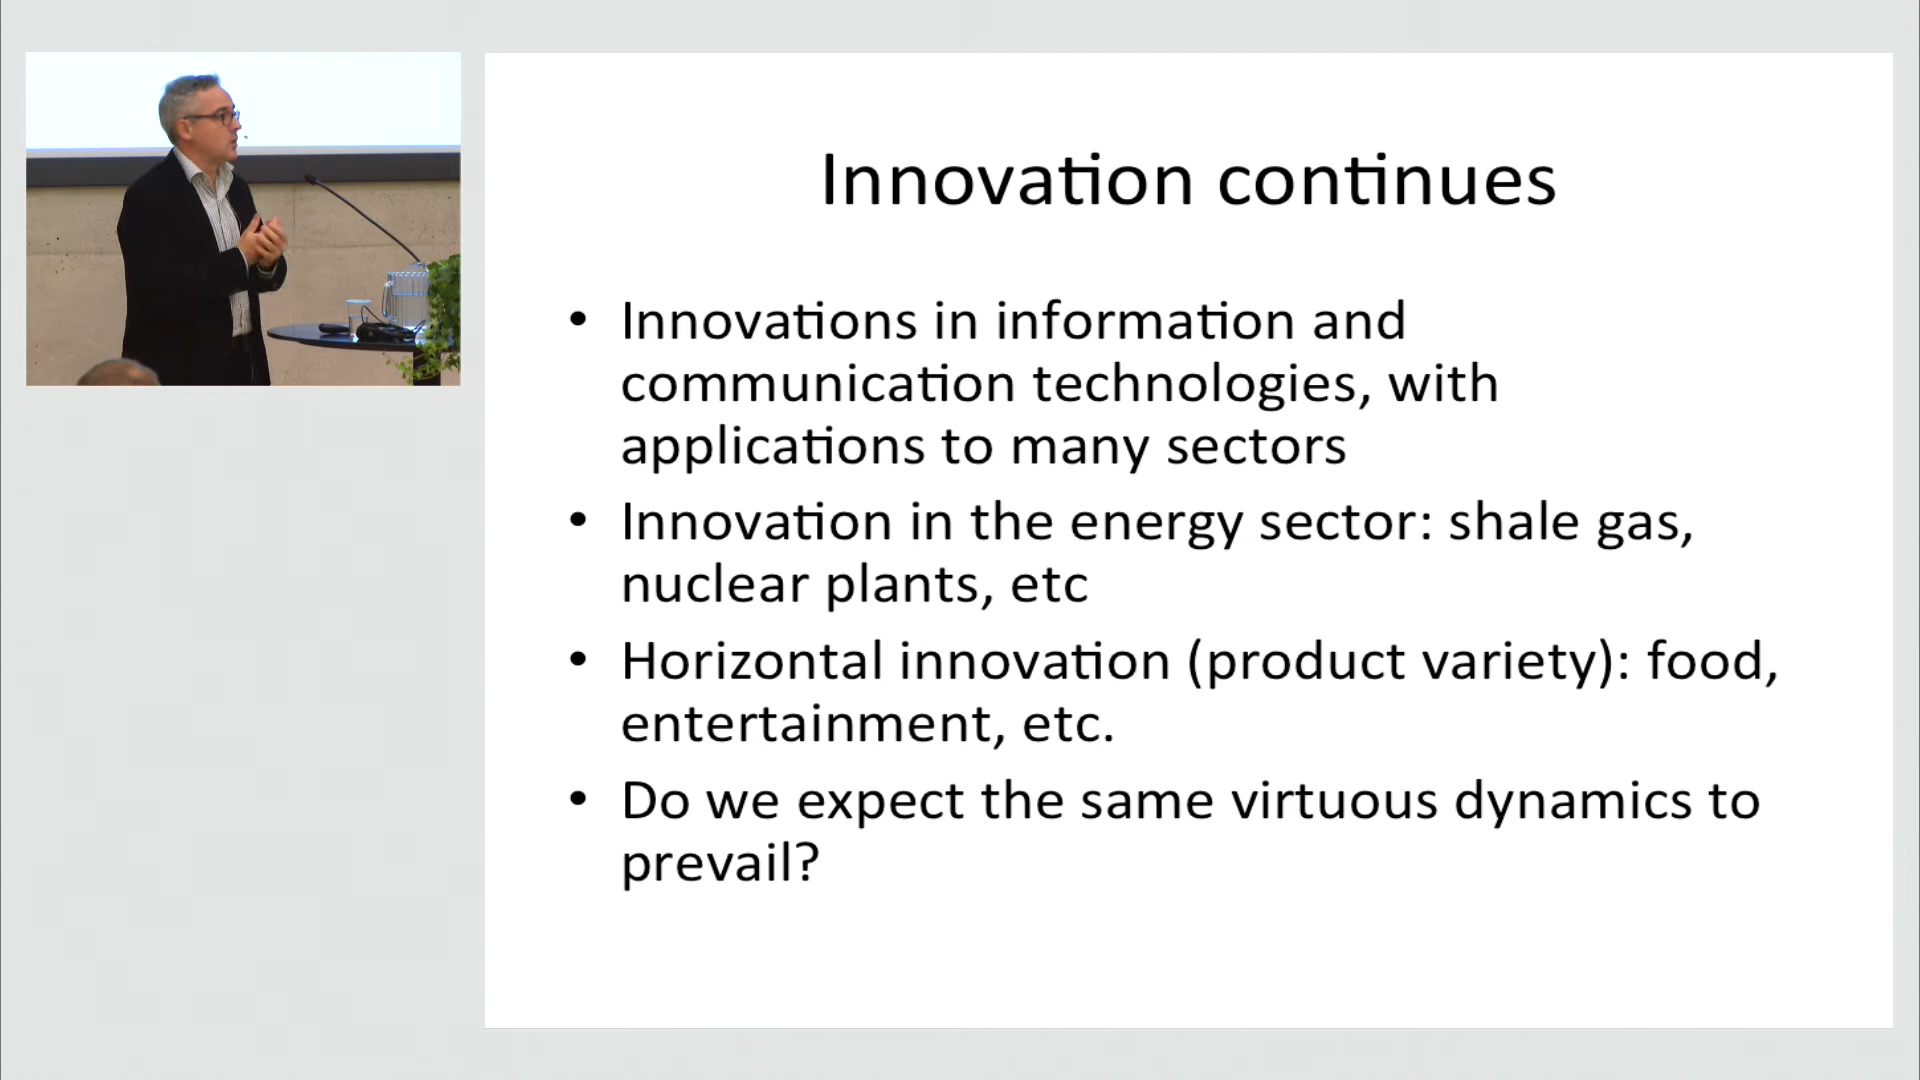 Innovation continues
• Innovations in information and
communication technologies, with
applications to many sectors
• Innovation in the energy sector: shale gas,
nuclear plants, etc
• Horizontal innovation (product variety): food,
entertainment, etc.
• Do we expect the same virtuous dynamics to
prevail?